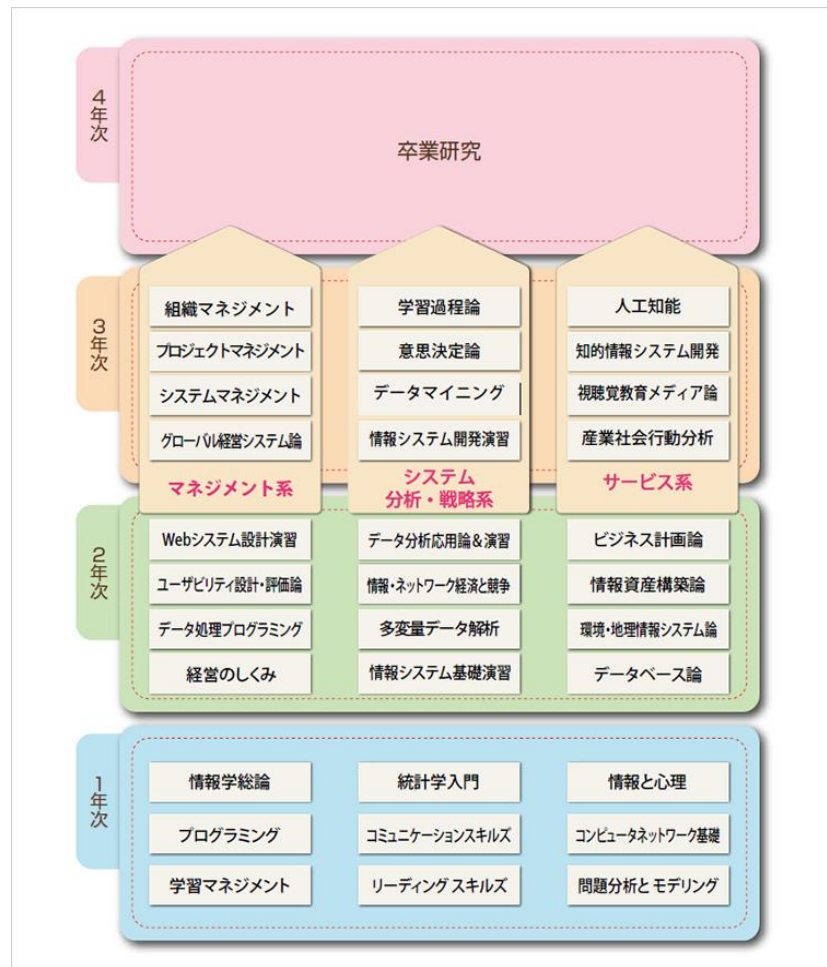 4年次
卒業研究
3年次
組織マネジメント
学習過程論
人工知能
プロジェクトマネジメント
意思決定論
知的情報システム開発
システムマネジメント
データマイニング
視聴覚教育メディア論
グローバル経営システム論
情報システム開発演習
産業社会行動分析
マネジメント系
システム
分析・戦略系
サービス系
2年次
Webシステム設計演習
データ分析応用論&演習
ビジネス計画論
ユーザビリティ設計・評価論
情報・ネットワーク経済と競争
情報資産構築論
データ処理プログラミング
多変量データ解析
環境・地理情報システム論
経営のしくみ
情報システム基礎演習
データベース論
1年次
情報学総論
統計学入門
情報と心理
プログラミング
コミュニケーションスキルズ
コンピュータネットワーク基礎
学習マネジメント
リーディング スキルズ
問題分析と モデリング